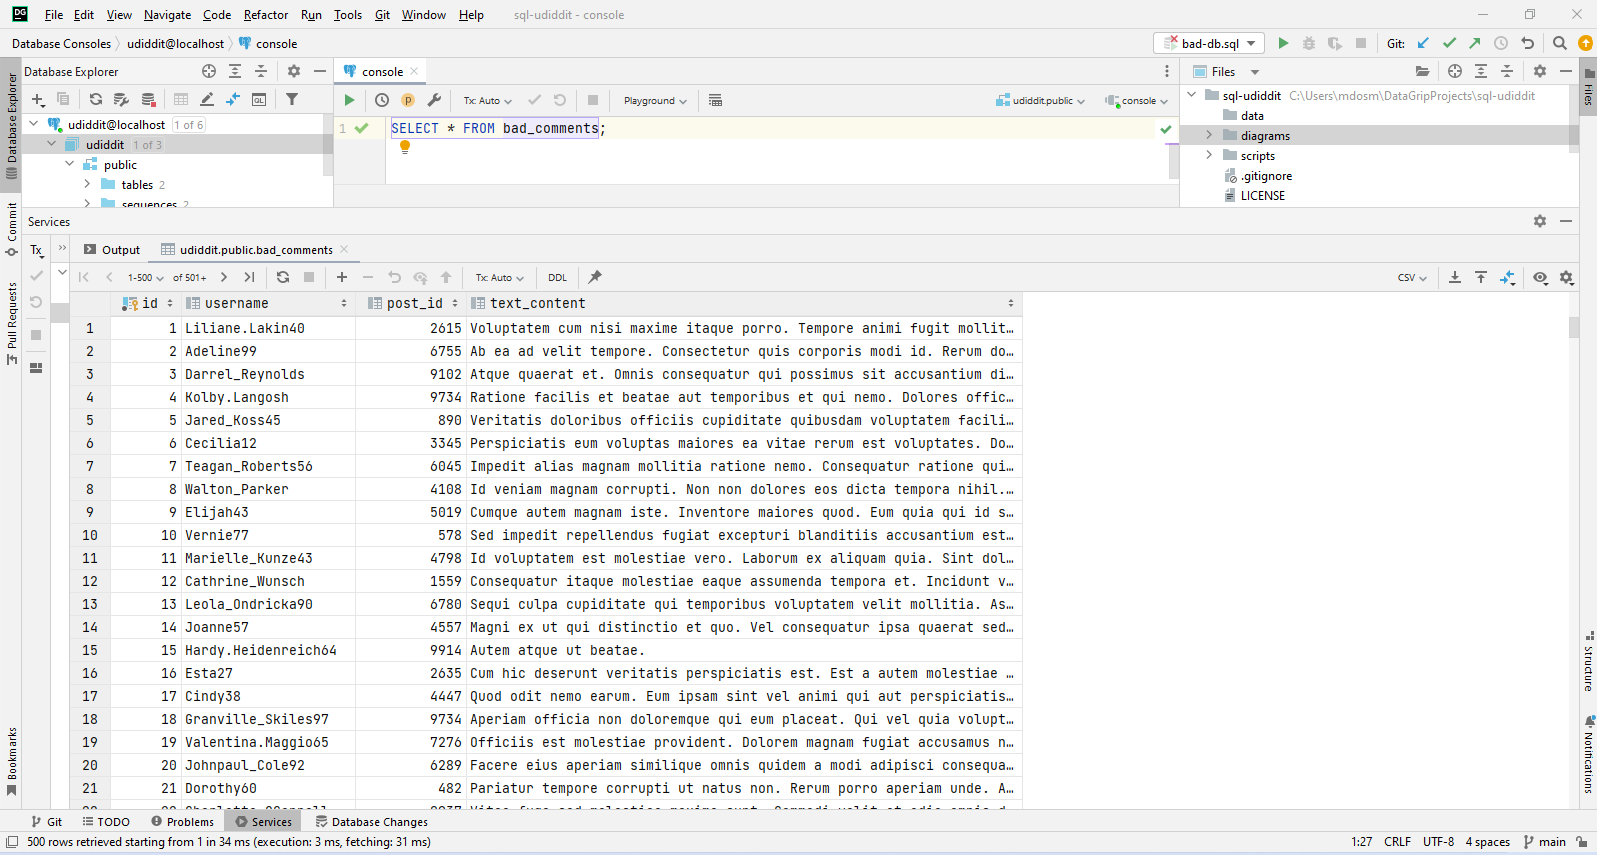 DG File Edit View Navigate Code Refactor Run Tools Git Window Help sql-udiddit - console
Database Consoles udiddit@localhost console bad-db.sql Git:
Database Explorer console Files
Tx: Auto Playground udiddit.public console
udiddit@localhost 1 of 6
udiddit 1 of 3
public
tables 2
sequences 2
1 SELECT * FROM bad_comments;
sql-udiddit C:\Users\mdosm\DataGripProjects\sql-udiddit
data
diagrams
scripts
.gitignore
LICENSE
Database Explorer
Commit
Pull Requests
Bookmarks
Files
Structure
Notifications
Services
Tx Output udiddit.public.bad_comments
1-500 of 501+ Tx: Auto DDL CSV
id username post_id text_content
1 1 Liliane.Lakin40 2615 Voluptatem cum nisi maxime itaque porro. Tempore animi fugit mollit…
2 2 Adeline99 6755 Ab ea ad velit tempore. Consectetur quis corporis modi id. Rerum do…
3 3 Darrel_Reynolds 9102 Atque quaerat et. Omnis consequatur qui possimus sit accusantium di…
4 4 Kolby.Langosh 9734 Ratione facilis et beatae aut temporibus et qui nemo. Dolores offic…
5 5 Jared_Koss45 890 Veritatis doloribus officiis cupiditate quibusdam voluptatem facili…
6 6 Cecilia12 3345 Perspiciatis eum voluptas maiores ea vitae rerum est voluptates. Do…
7 7 Teagan_Roberts56 6045 Impedit alias magnam mollitia ratione nemo. Consequatur ratione qui…
8 8 Walton_Parker 4108 Id veniam magnam corrupti. Non non dolores eos dicta tempora nihil.…
9 9 Elijah43 5019 Cumque autem magnam iste. Inventore maiores quod. Eum quia qui id s…
10 10 Vernie77 578 Sed impedit repellendus fugiat excepturi blanditiis accusantium est…
11 11 Marielle_Kunze43 4798 Id voluptatem est molestiae vero. Laborum ex aliquam quia. Sint dol…
12 12 Cathrine_Wunsch 1559 Consequatur itaque molestiae eaque assumenda tempora et. Incidunt v…
13 13 Leola_Ondricka90 6780 Sequi culpa cupiditate qui temporibus voluptatem velit mollitia. As…
14 14 Joanne57 4557 Magni ex ut qui distinctio et quo. Vel consequatur ipsa quaerat sed…
15 15 Hardy.Heidenreich64 9914 Autem atque ut beatae.
16 16 Esta27 2635 Cum hic deserunt veritatis perspiciatis est. Est a autem molestiae …
17 17 Cindy38 4447 Quod odit nemo earum. Eum ipsam sint vel animi qui aut perspiciatis…
18 18 Granville_Skiles97 9734 Aperiam officia non doloremque qui eum placeat. Qui vel quia volupt…
19 19 Valentina.Maggio65 7276 Officiis est molestiae provident. Dolorem magnam fugiat accusamus n…
20 20 Johnpaul_Cole92 6289 Facere eius aperiam similique omnis quidem a modi adipisci consequa…
21 21 Dorothy60 482 Pariatur tempore corrupti ut natus non. Rerum porro aperiam unde. A…
Git TODO Problems Services Database Changes
500 rows retrieved starting from 1 in 34 ms (execution: 3 ms, fetching: 31 ms) 1:27 CRLF UTF-8 4 spaces main